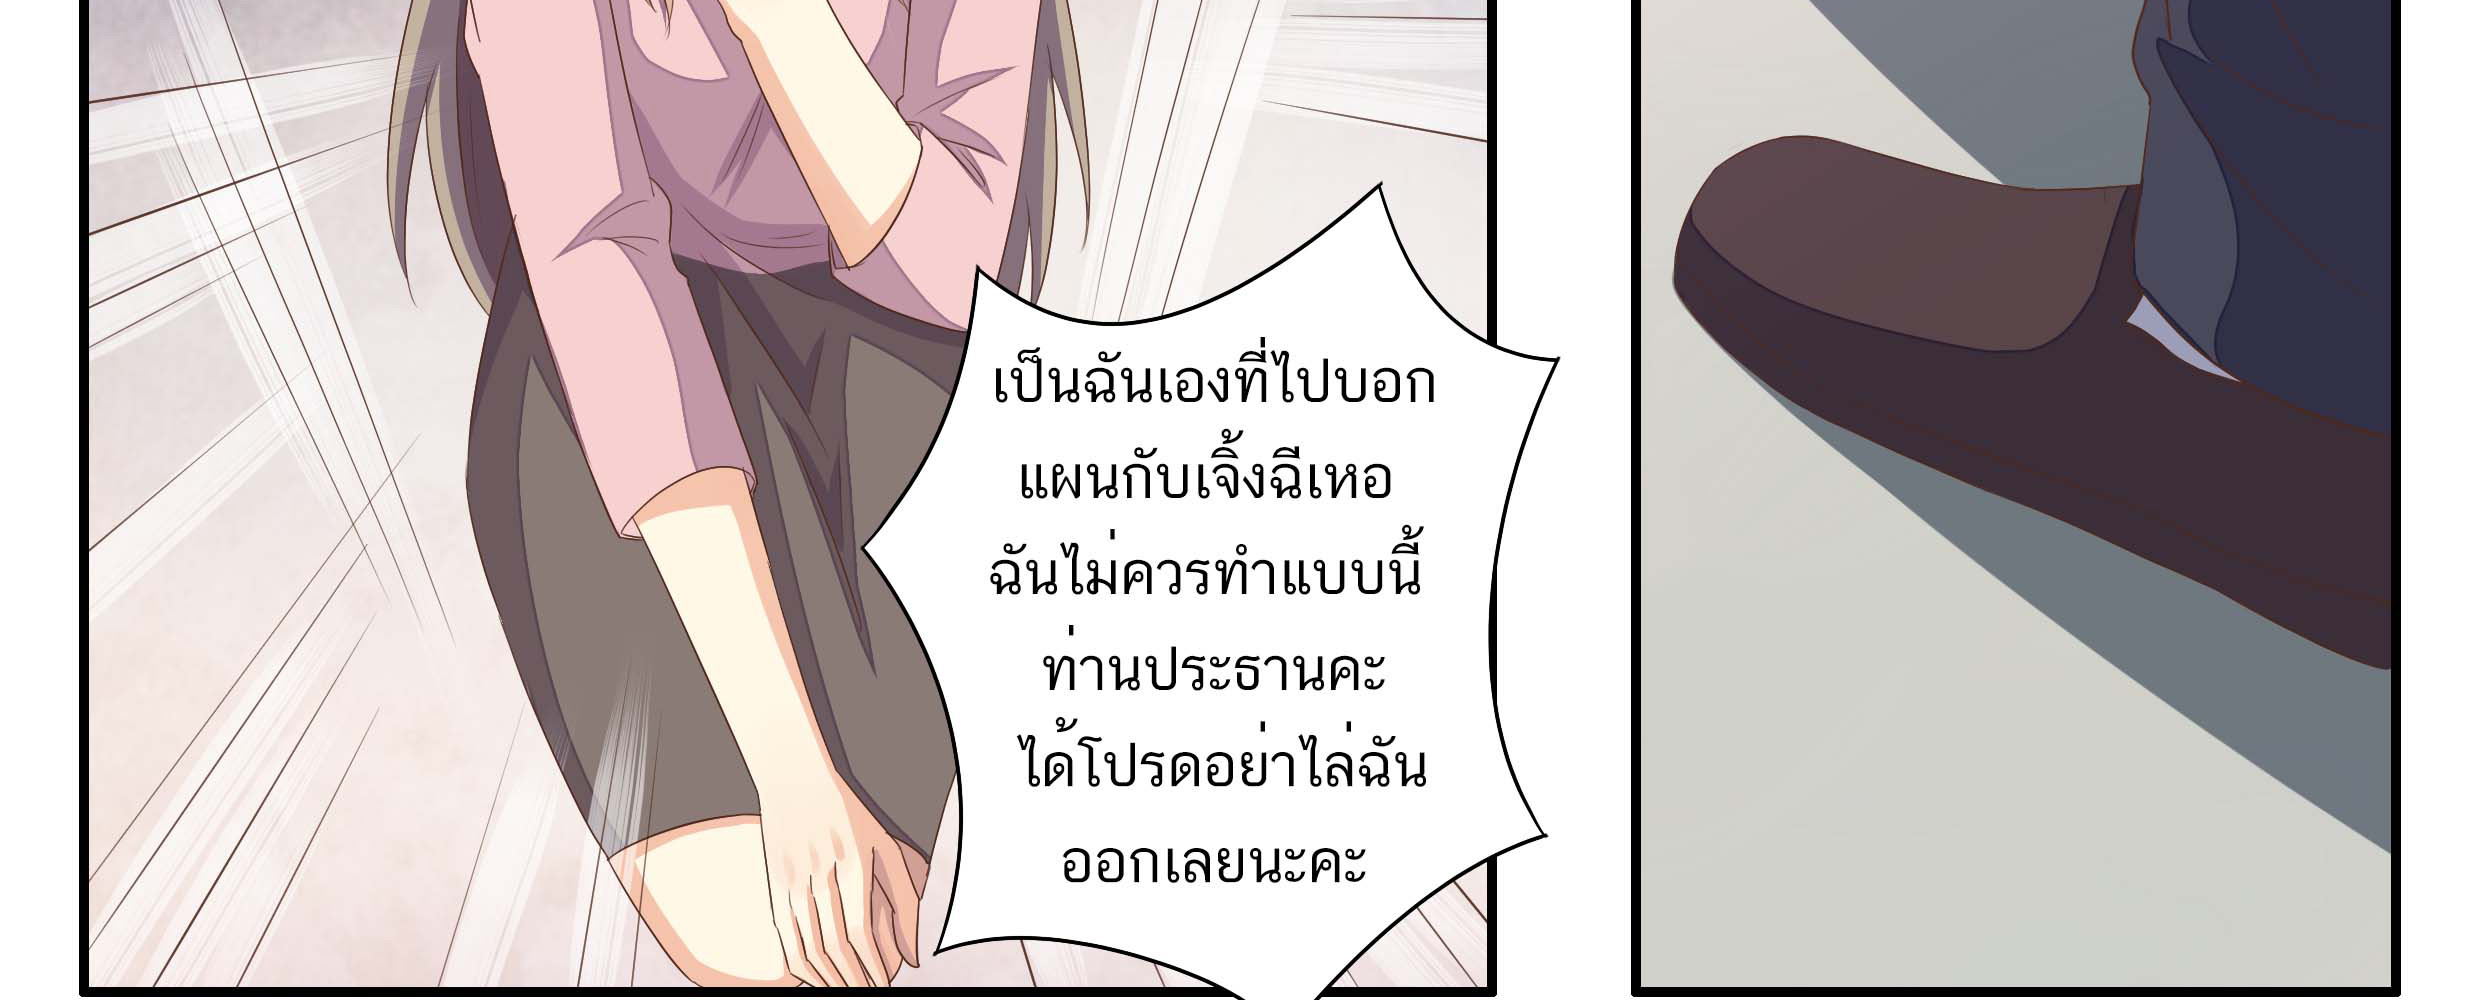 เป็นฉันเองที่ไปบอก
แผนกับเจิ้งฉีเหอ
ฉันไม่ควรทำแบบนี้
ท่านประธานคะ
ได้โปรดอย่าไล่ฉัน
ออกเลยนะคะ